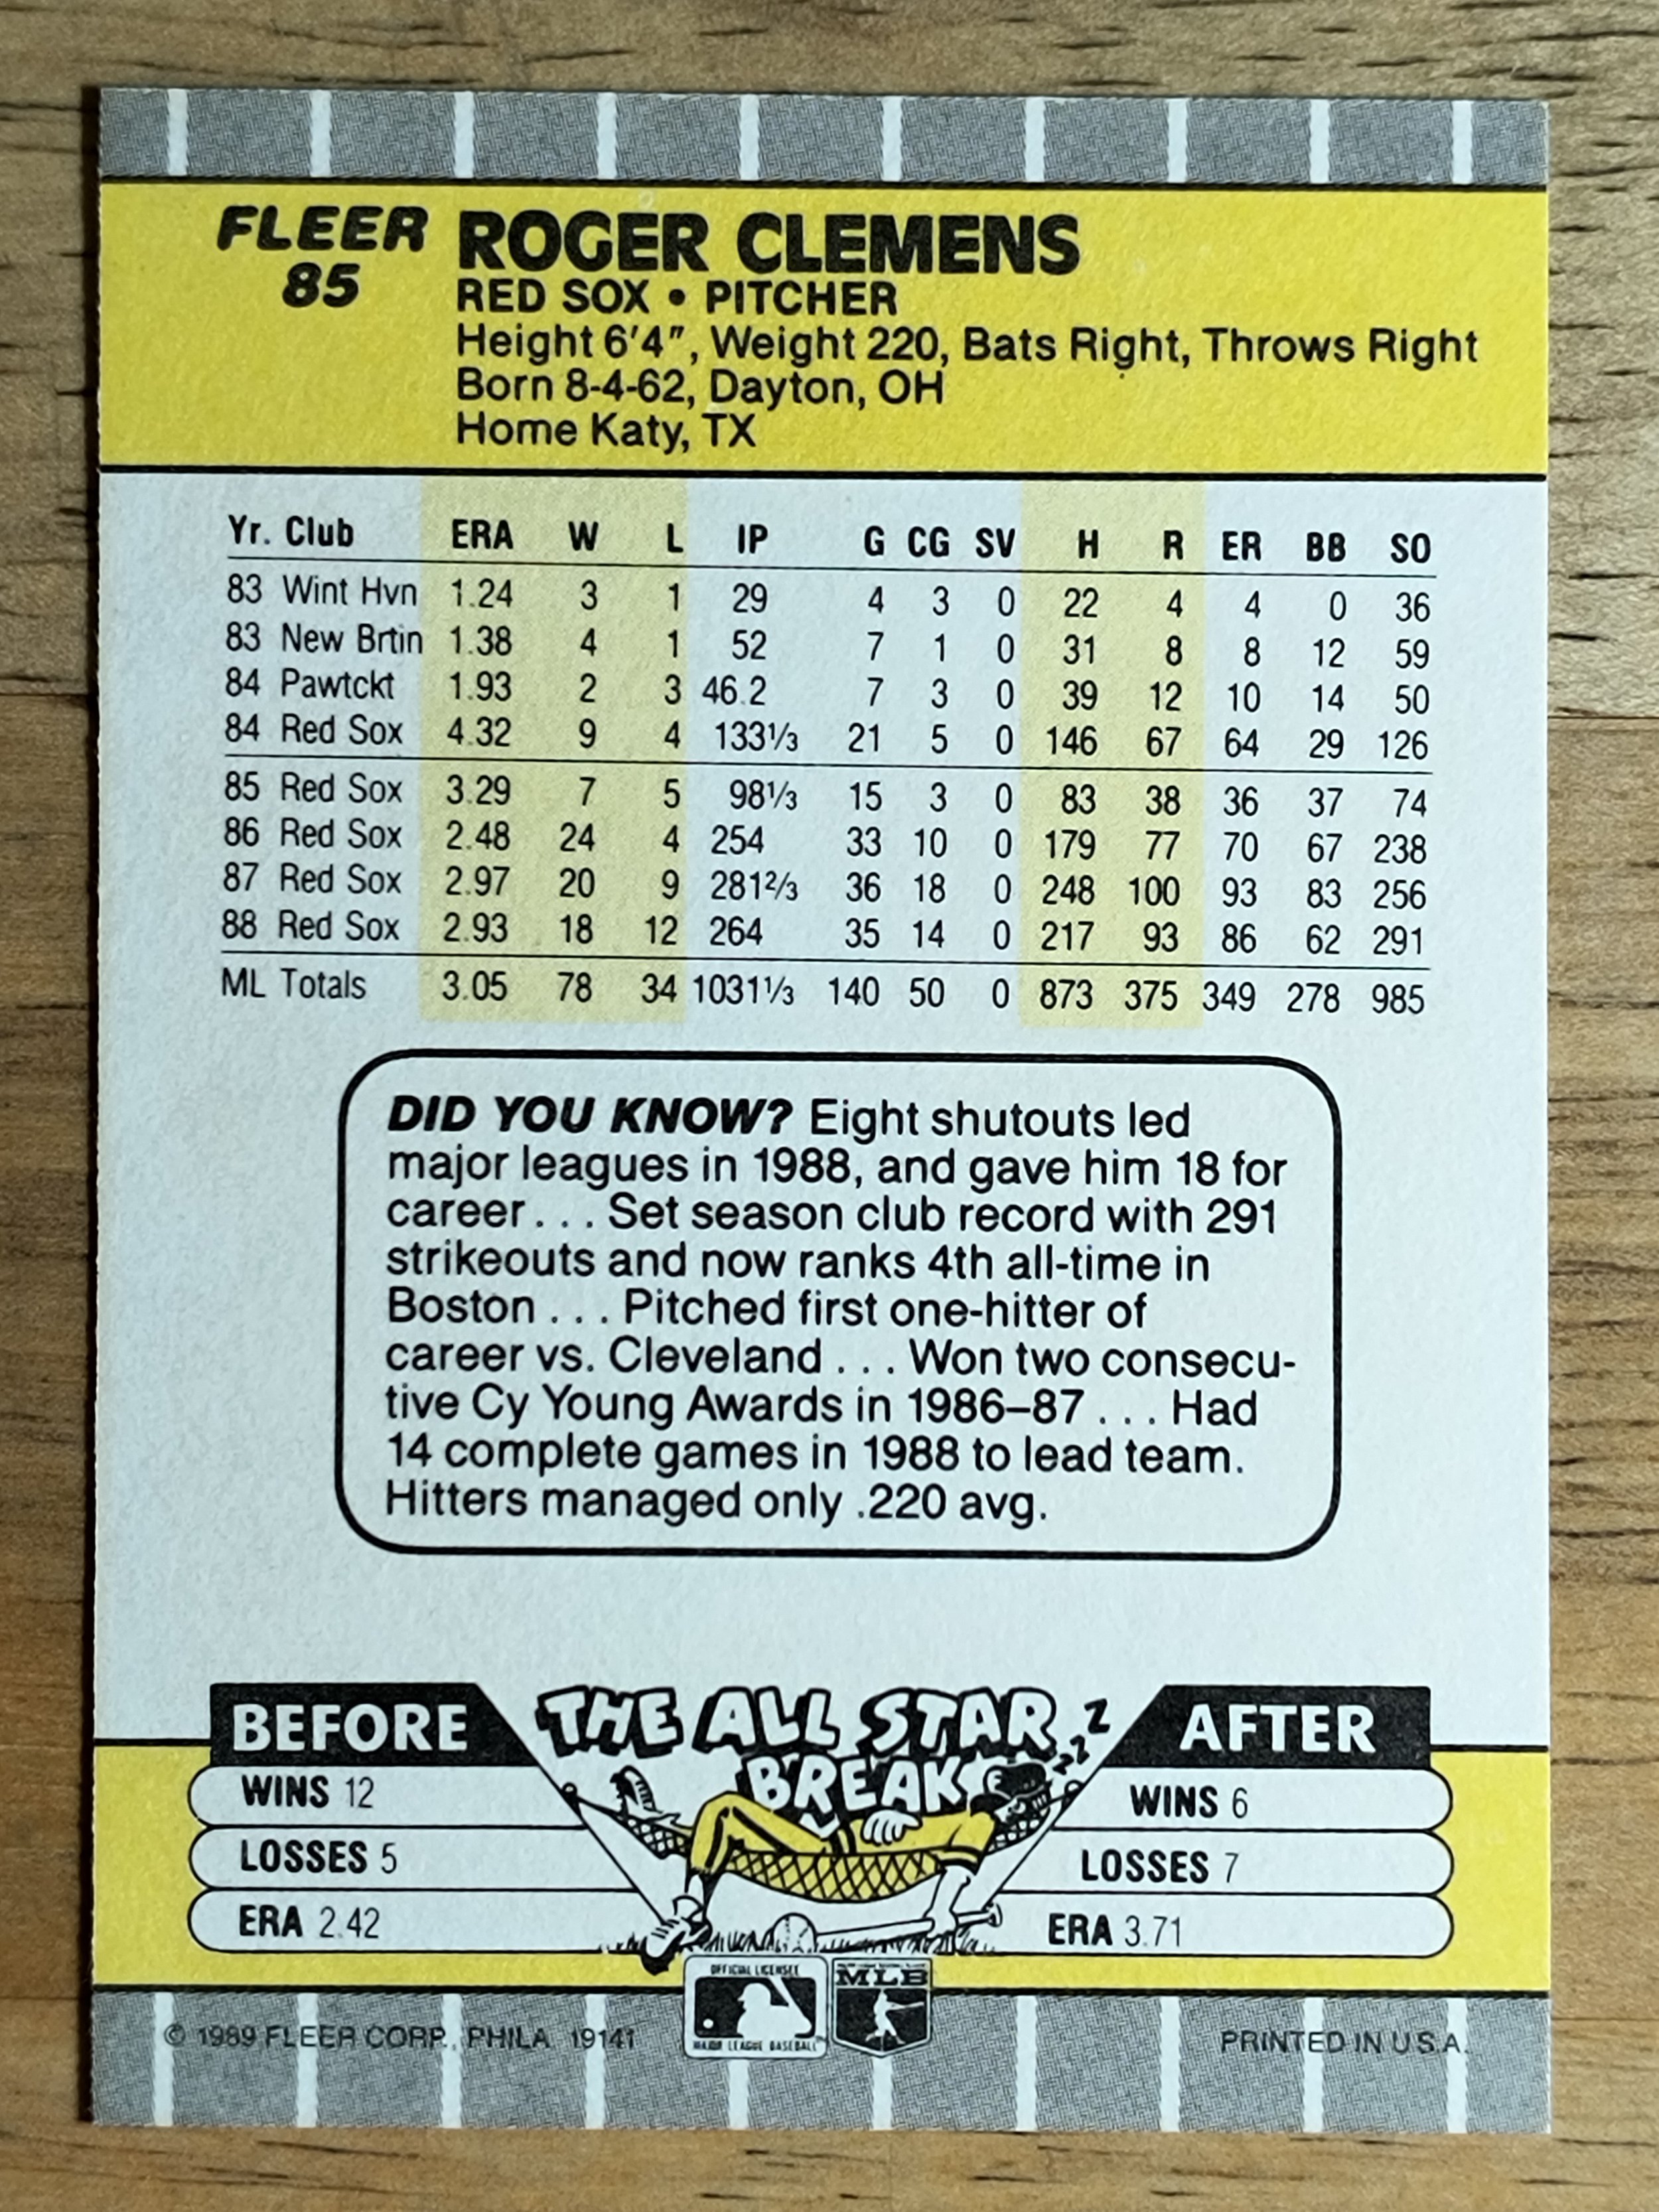 FLEER ROGER CLEMENS
85
RED SOX • PITCHER
Height 6'4", Weight 220, Bats Right, Throws Right
Born 8-4-62, Dayton, OH
Home Katy, TX
Yr. Club ERA W L IP G CG SV H R ER BB SO
83 Wint Hvn 1.24 3 1 29 4 3 0 22 4 4 0 36
83 New Brtin 1.38 4 1 52 7 1 0 31 8 8 12 59
84 Pawtckt 1.93 2 3 46.2 7 3 0 39 12 10 14 50
84 Red Sox 4.32 9 4 133⅓ 21 5 0 146 67 64 29 126
85 Red Sox 3.29 7 5 98⅓ 15 3 0 83 38 36 37 74
86 Red Sox 2.48 24 4 254 33 10 0 179 77 70 67 238
87 Red Sox 2.97 20 9 281⅔ 36 18 0 248 100 93 83 256
88 Red Sox 2.93 18 12 264 35 14 0 217 93 86 62 291
ML Totals 3.05 78 34 1031⅓ 140 50 0 873 375 349 278 985
DID YOU KNOW? Eight shutouts led
major leagues in 1988, and gave him 18 for
career . . . Set season club record with 291
strikeouts and now ranks 4th all-time in
Boston . . . Pitched first one-hitter of
career vs. Cleveland . . . Won two consecu-
tive Cy Young Awards in 1986–87 . . . Had
14 complete games in 1988 to lead team.
Hitters managed only .220 avg.
BEFORE THE ALL STAR BREAK AFTER
Z Z Z Z
WINS 12 WINS 6
LOSSES 5 LOSSES 7
ERA 2.42 ERA 3.71
OFFICIAL LICENSEE
MAJOR LEAGUE BASEBALL
MLB
© 1989 FLEER CORP., PHILA 19141 PRINTED IN U.S.A.